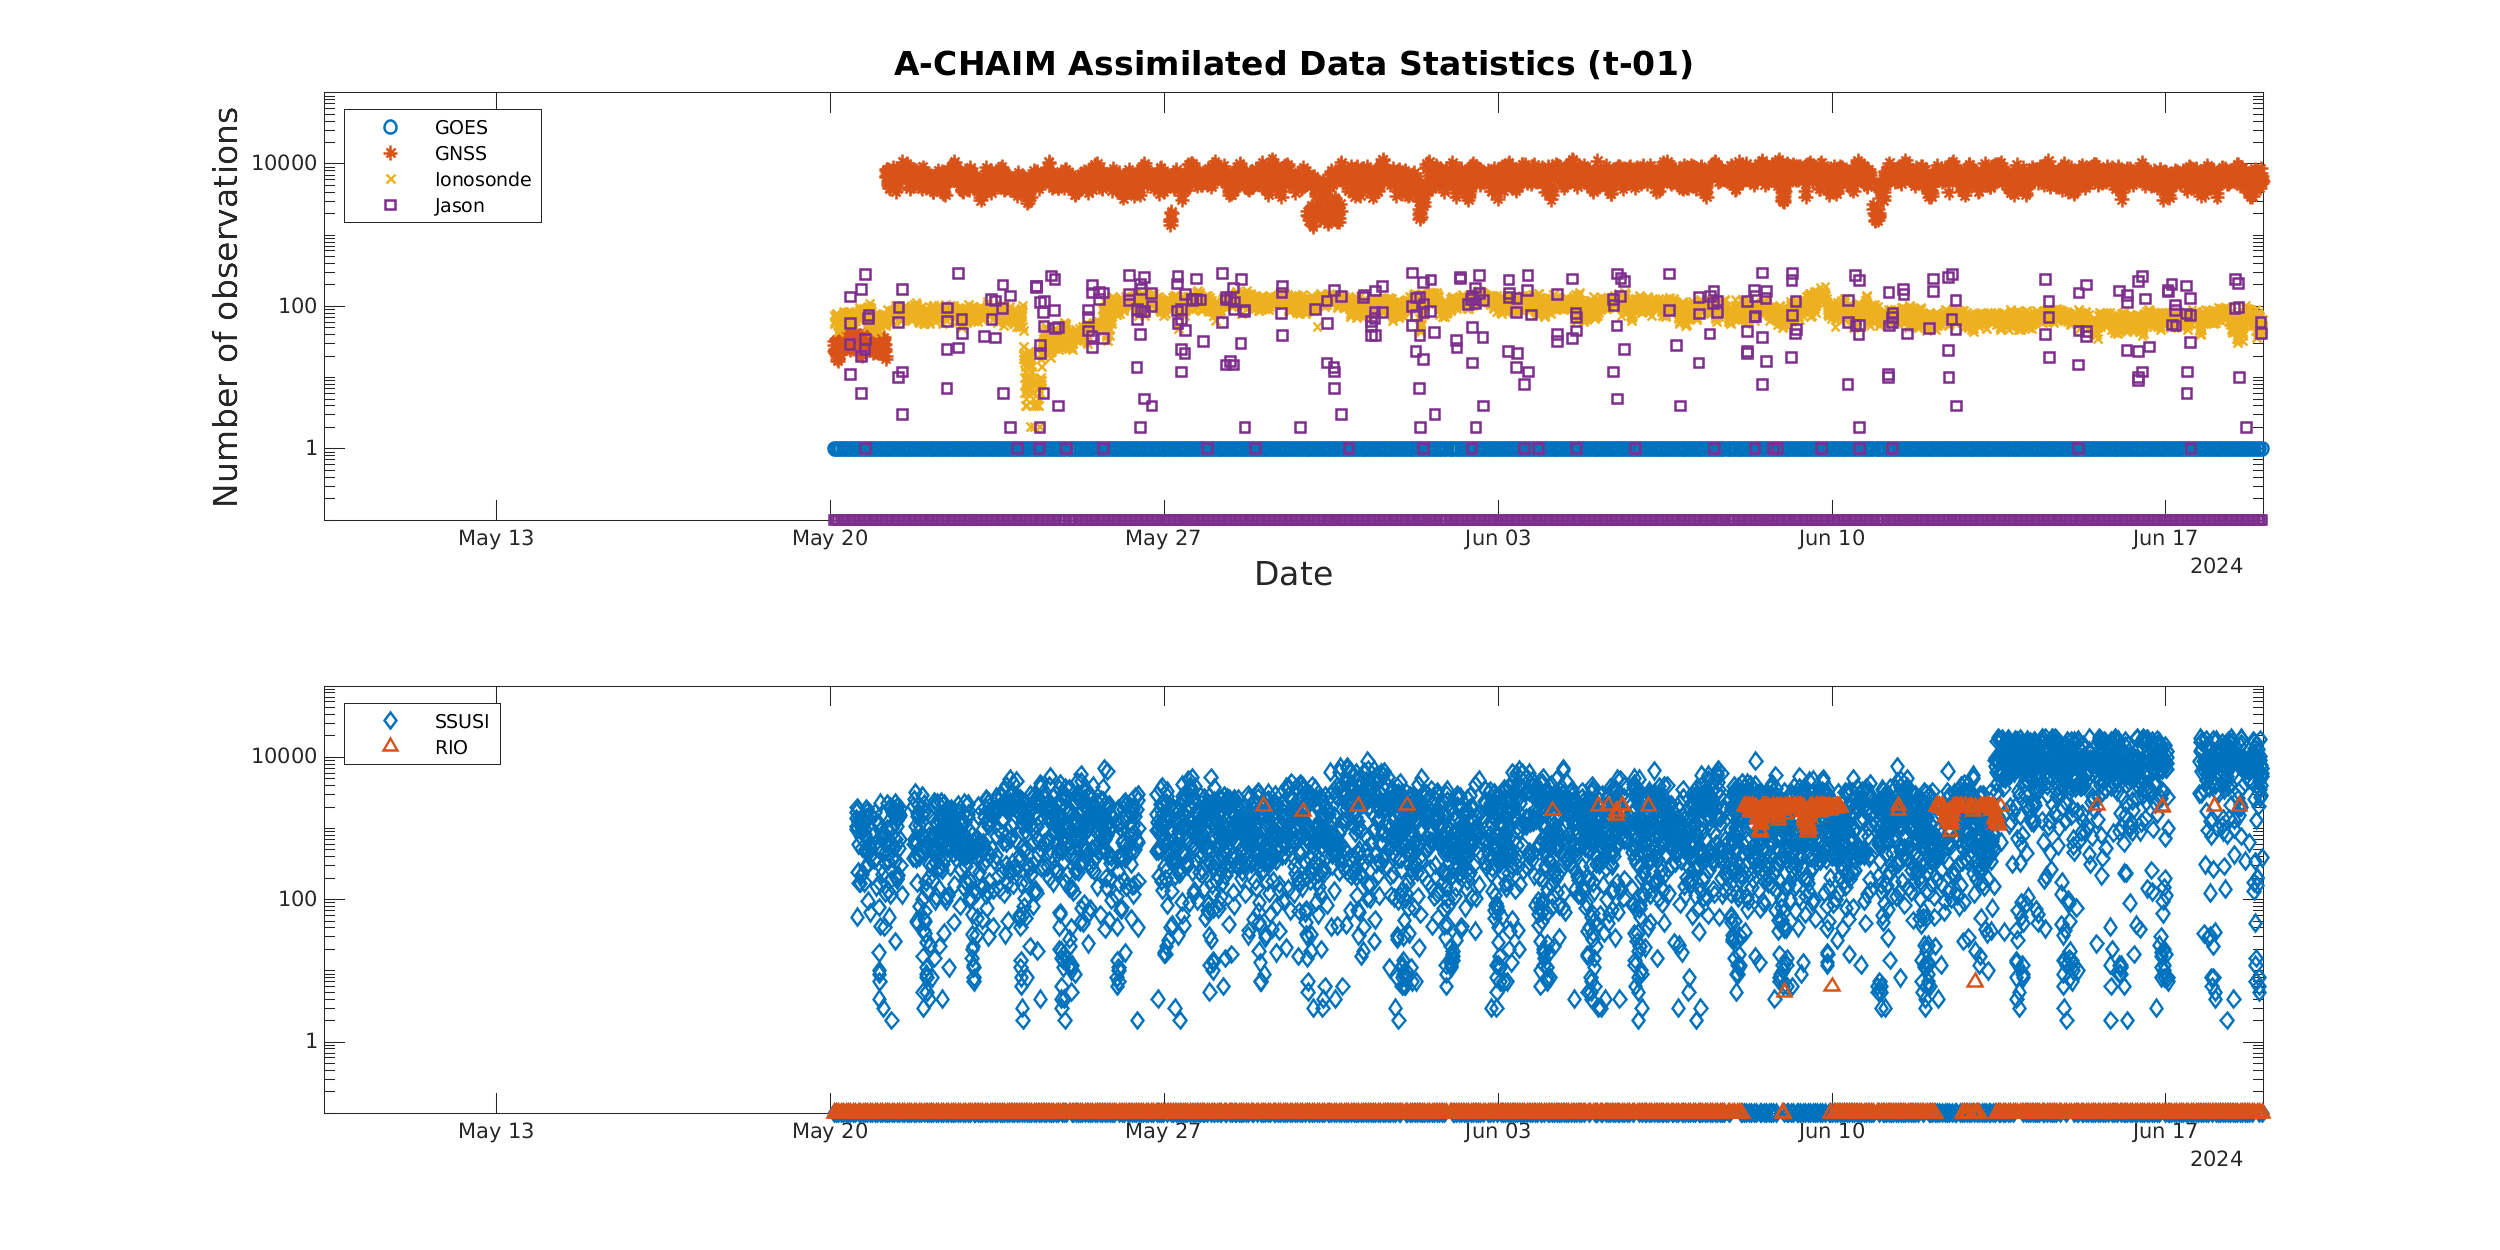 A-CHAIM Assimilated Data Statistics (t-01)
Number of observations
10000
100
1
GOES
GNSS
Ionosonde
Jason
May 13
May 20
May 27
Jun 03
Jun 10
Jun 17
2024
Date
10000
100
1
SSUSI
RIO
May 13
May 20
May 27
Jun 03
Jun 10
Jun 17
2024